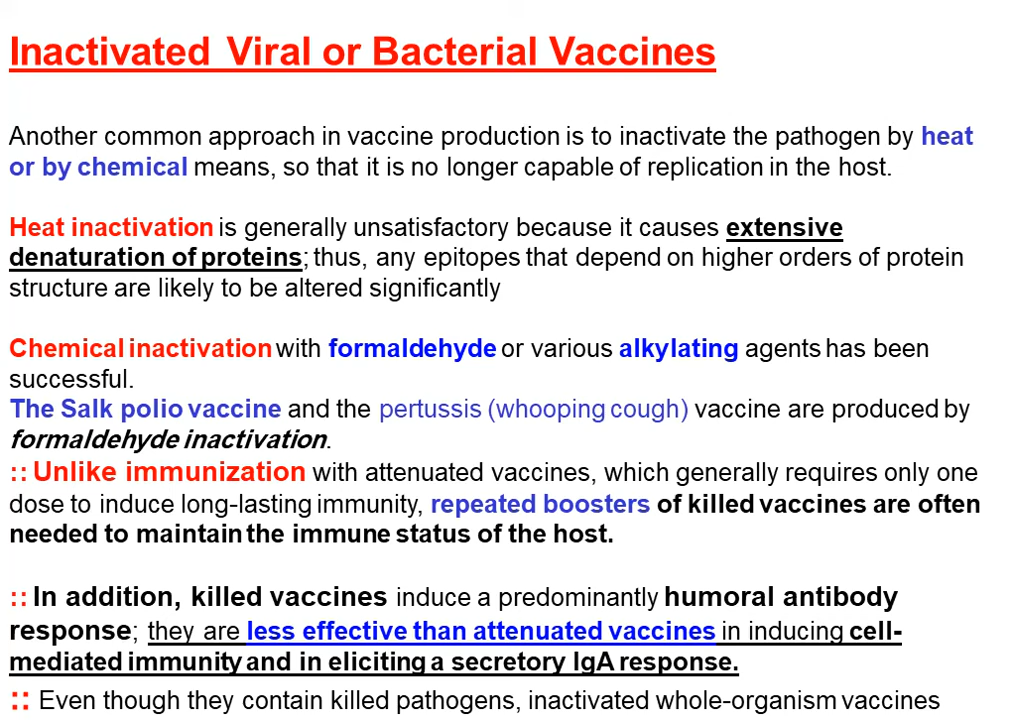 Inactivated Viral or Bacterial Vaccines
Another common approach in vaccine production is to inactivate the pathogen by heat
or by chemical means, so that it is no longer capable of replication in the host.
Heat inactivation is generally unsatisfactory because it causes extensive
denaturation of proteins; thus, any epitopes that depend on higher orders of protein
structure are likely to be altered significantly
Chemical inactivation with formaldehyde or various alkylating agents has been
successful.
The Salk polio vaccine and the pertussis (whooping cough) vaccine are produced by
formaldehyde inactivation.
:: Unlike immunization with attenuated vaccines, which generally requires only one
dose to induce long-lasting immunity, repeated boosters of killed vaccines are often
needed to maintain the immune status of the host.
:: In addition, killed vaccines induce a predominantly humoral antibody
response; they are less effective than attenuated vaccines in inducing cell-
mediated immunity and in eliciting a secretory IgA response.
:: Even though they contain killed pathogens, inactivated whole-organism vaccines